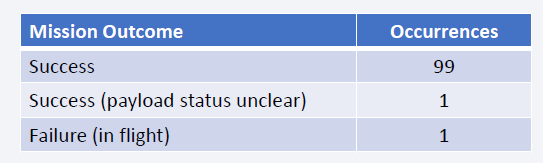 Mission Outcome Occurrences
Success 99
Success (payload status unclear) 1
Failure (in flight) 1